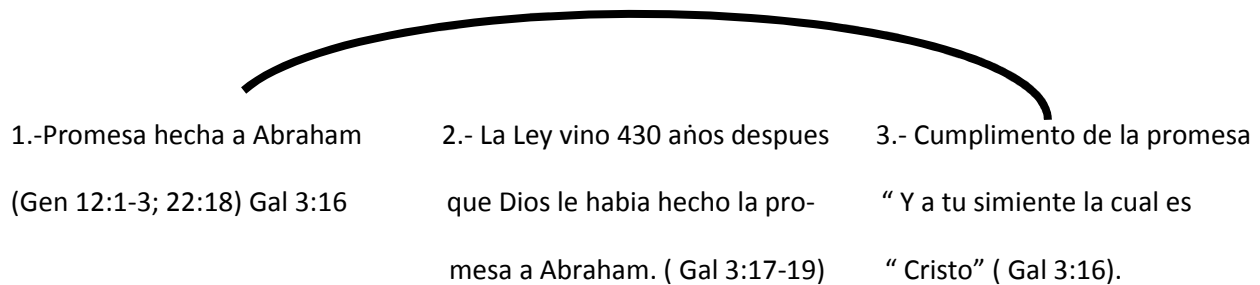 1.-Promesa hecha a Abraham
(Gen 12:1-3; 22:18) Gal 3:16
2.- La Ley vino 430 aṅos despues
que Dios le habia hecho la pro-
mesa a Abraham. ( Gal 3:17-19)
3.- Cumplimento de la promesa
“ Y a tu simiente la cual es
“ Cristo” ( Gal 3:16).